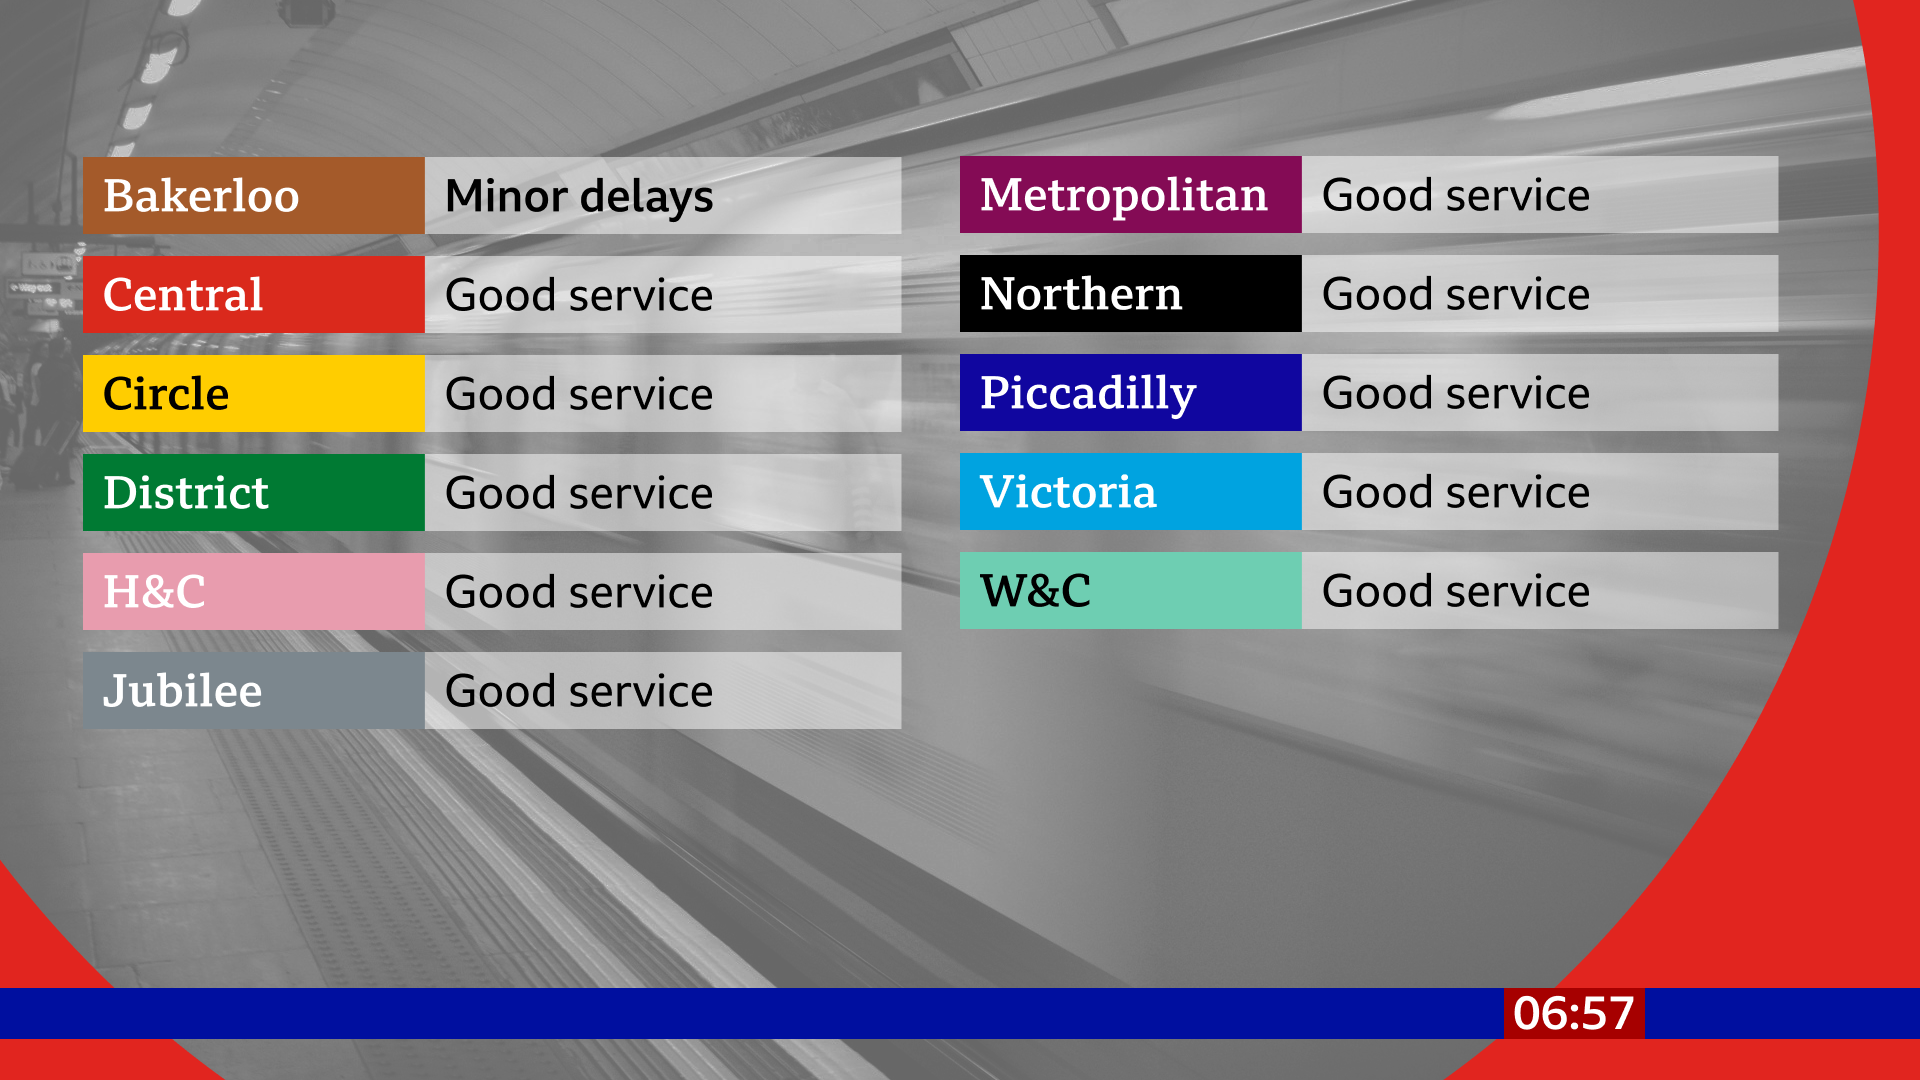 Bakerloo Minor delays
Central Good service
Circle Good service
District Good service
H&C Good service
Jubilee Good service
Metropolitan Good service
Northern Good service
Piccadilly Good service
Victoria Good service
W&C Good service
06:57